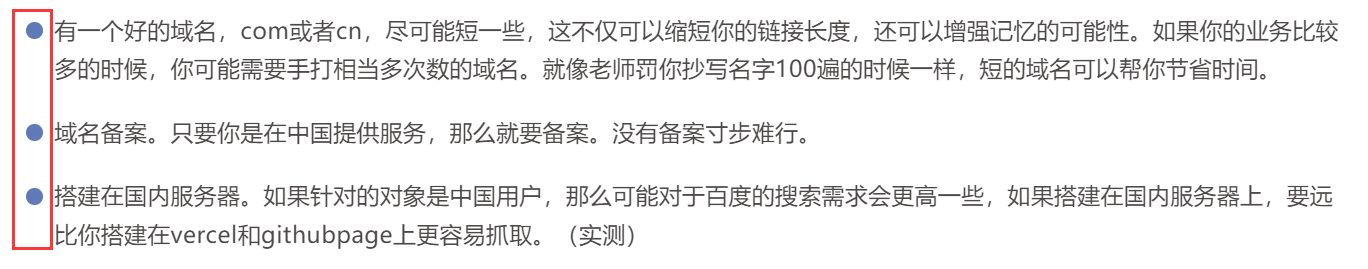 有一个好的域名，com或者cn，尽可能短一些，这不仅可以缩短你的链接长度，还可以增强记忆的可能性。如果你的业务比较
多的时候，你可能需要手打相当多次数的域名。就像老师罚你抄写名字100遍的时候一样，短的域名可以帮你节省时间。
域名备案。只要你是在中国提供服务，那么就要备案。没有备案寸步难行。
搭建在国内服务器。如果针对的对象是中国用户，那么可能对于百度的搜索需求会更高一些，如果搭建在国内服务器上，要远
比你搭建在vercel和githubpage上更容易抓取。（实测）